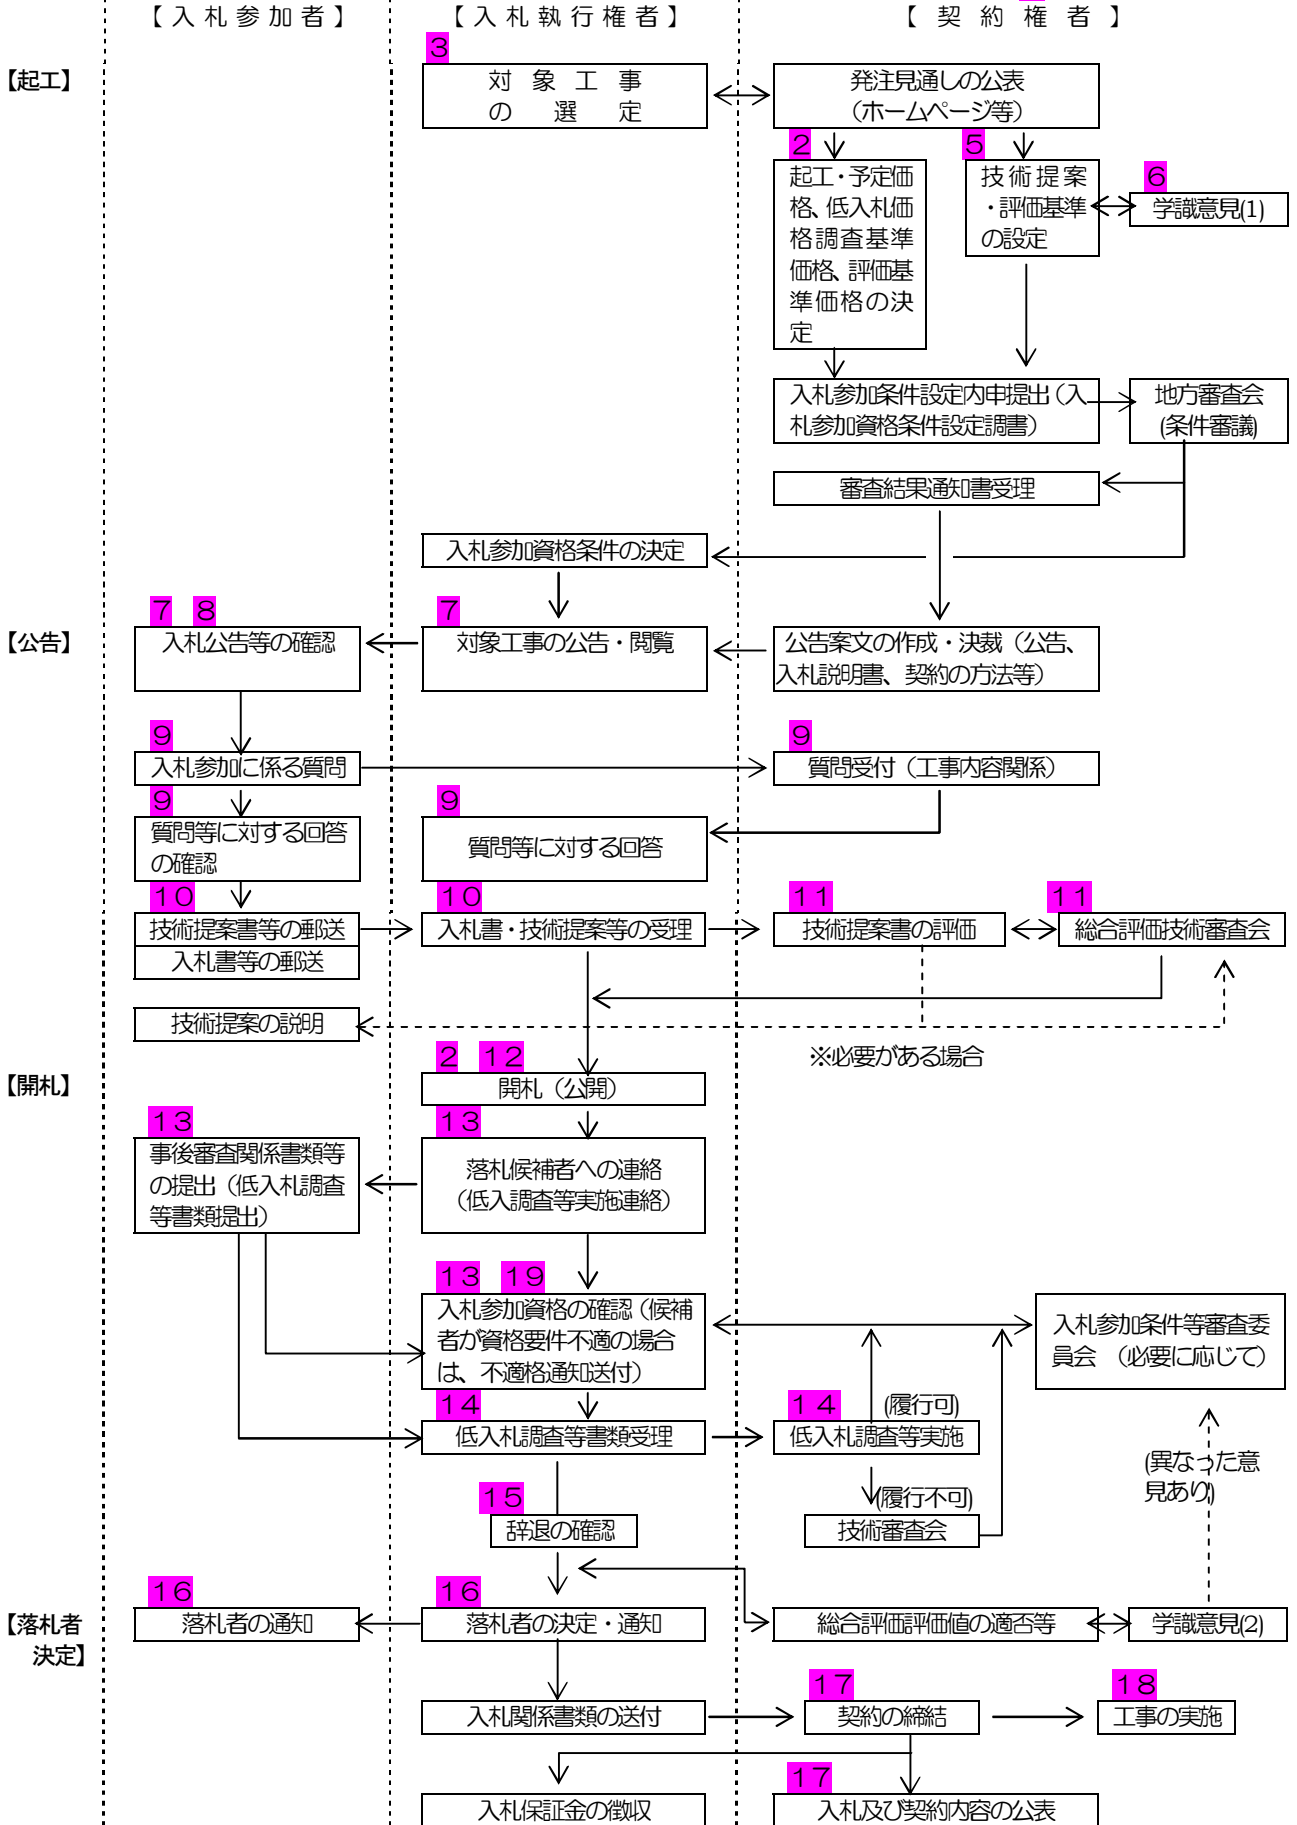 【入札参加者】
【入札執行権者】
【契約権者】
【起工】
3
対象工事
の選定
発注見通しの公表
（ホームページ等）
2
5
6
起工・予定価
格、低入札価
格調査基準
価格、評価基
準価格の決
定
技術提案
・評価基準
の設定
学識意見(1)
入札参加条件設定内申提出（入
札参加資格条件設定調書）
地方審査会
(条件審議)
審査結果通知書受理
入札参加資格条件の決定
【公告】
7 8
入札公告等の確認
7
対象工事の公告・閲覧
公告案文の作成・決裁（公告、
入札説明書、契約の方法等）
9
入札参加に係る質問
9
質問受付（工事内容関係）
9
質問等に対する回答
の確認
9
質問等に対する回答
10
技術提案書等の郵送
入札書等の郵送
10
入札書・技術提案等の受理
11
技術提案書の評価
11
総合評価技術審査会
技術提案の説明
※必要がある場合
【開札】
2 12
開札（公開）
13
事後審査関係書類等
の提出（低入札調査
等書類提出）
13
落札候補者への連絡
（低入調査等実施連絡）
13 19
入札参加資格の確認（候補
者が資格要件不適の場合
は、不適格通知送付）
入札参加条件等審査委
員会 （必要に応じて）
14
低入札調査等書類受理
14
(履行可)
低入札調査等実施
(異なった意
見あり)
(履行不可)
技術審査会
15
辞退の確認
【落札者
決定】
16
落札者の通知
16
落札者の決定・通知
総合評価評価値の適否等
学識意見(2)
入札関係書類の送付
17
契約の締結
18
工事の実施
入札保証金の徴収
17
入札及び契約内容の公表